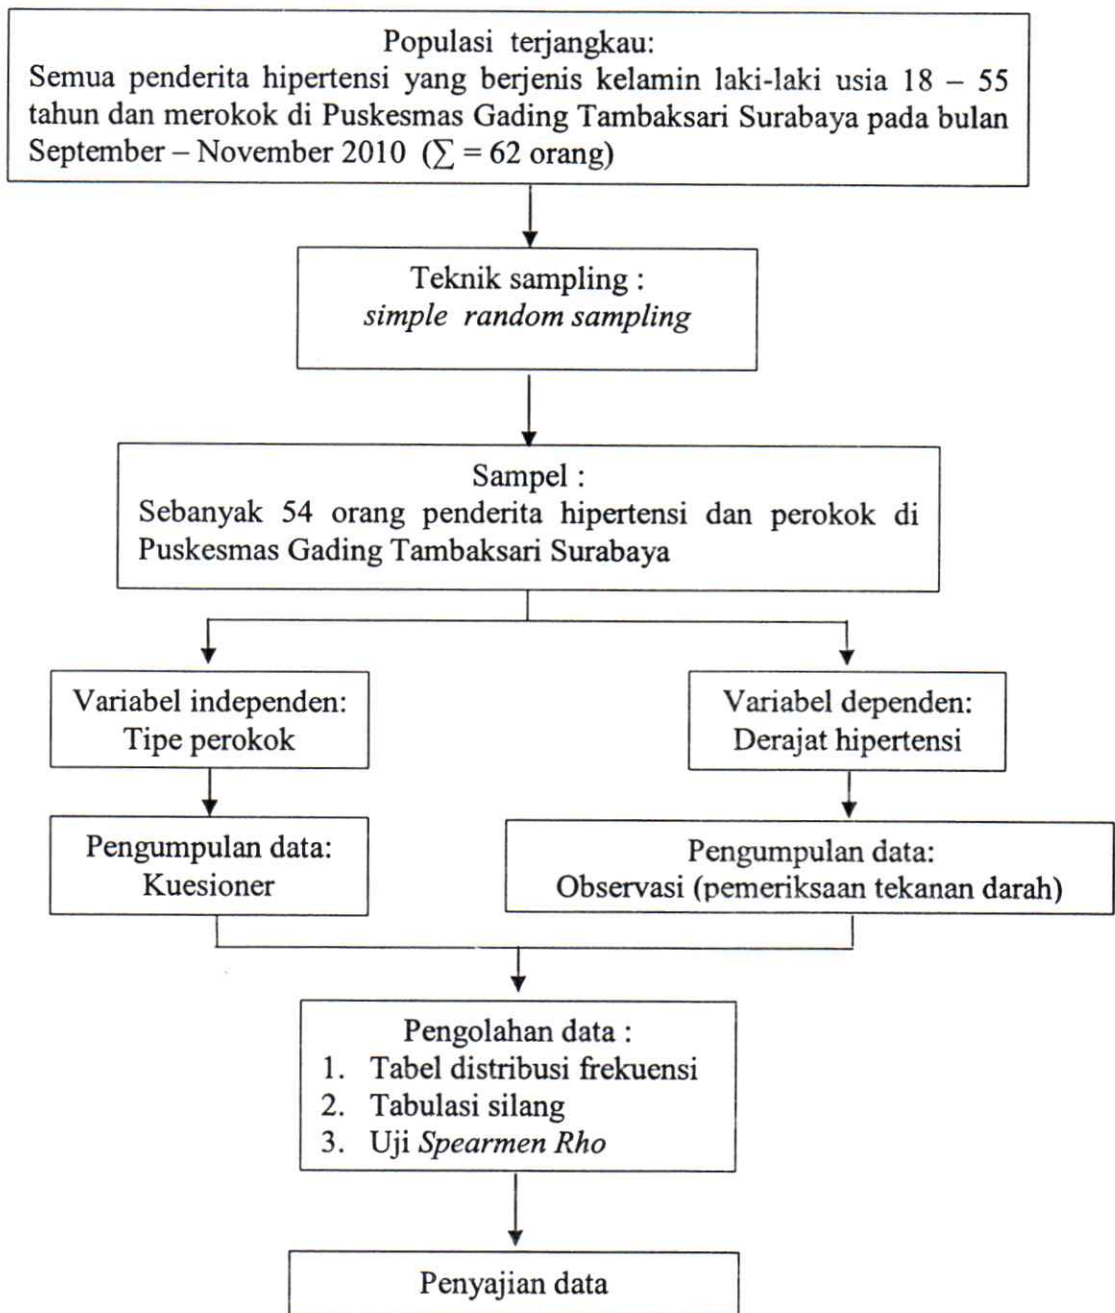 Populasi terjangkau:
Semua penderita hipertensi yang berjenis kelamin laki-laki usia 18 – 55
tahun dan merokok di Puskesmas Gading Tambaksari Surabaya pada bulan
September – November 2010 (∑ = 62 orang)
Teknik sampling :
simple random sampling
Sampel :
Sebanyak 54 orang penderita hipertensi dan perokok di
Puskesmas Gading Tambaksari Surabaya
Variabel independen:
Tipe perokok
Variabel dependen:
Derajat hipertensi
Pengumpulan data:
Kuesioner
Pengumpulan data:
Observasi (pemeriksaan tekanan darah)
Pengolahan data :
1. Tabel distribusi frekuensi
2. Tabulasi silang
3. Uji Spearmen Rho
Penyajian data